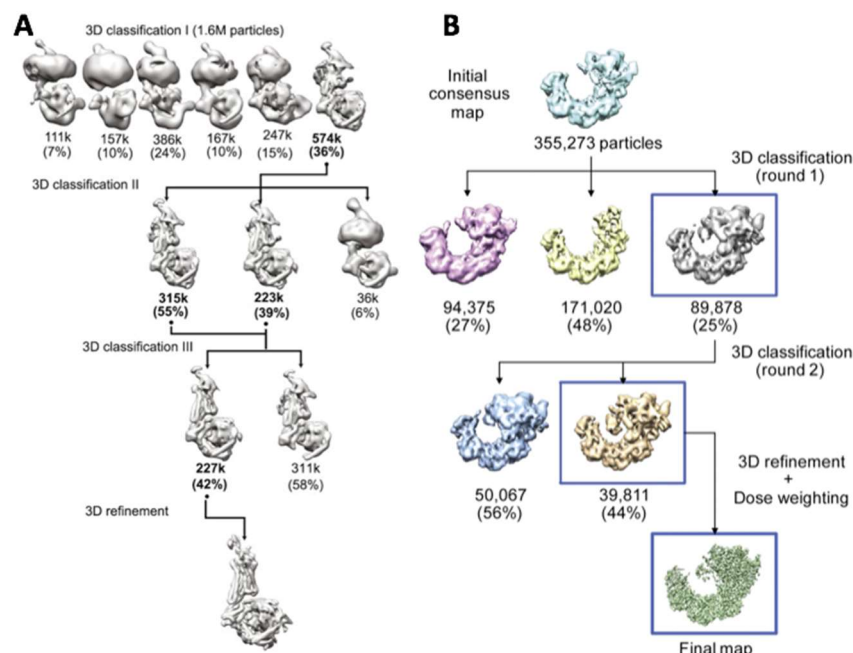 A
3D classification I (1.6M particles)
111k
(7%)
157k
(10%)
386k
(24%)
167k
(10%)
247k
(15%)
574k
(36%)
3D classification II
315k
(55%)
223k
(39%)
36k
(6%)
3D classification III
227k
(42%)
311k
(58%)
3D refinement
B
Initial
consensus
map
355,273 particles
3D classification
(round 1)
94,375
(27%)
171,020
(48%)
89,878
(25%)
3D classification
(round 2)
50,067
(56%)
39,811
(44%)
3D refinement
+
Dose weighting
Final map